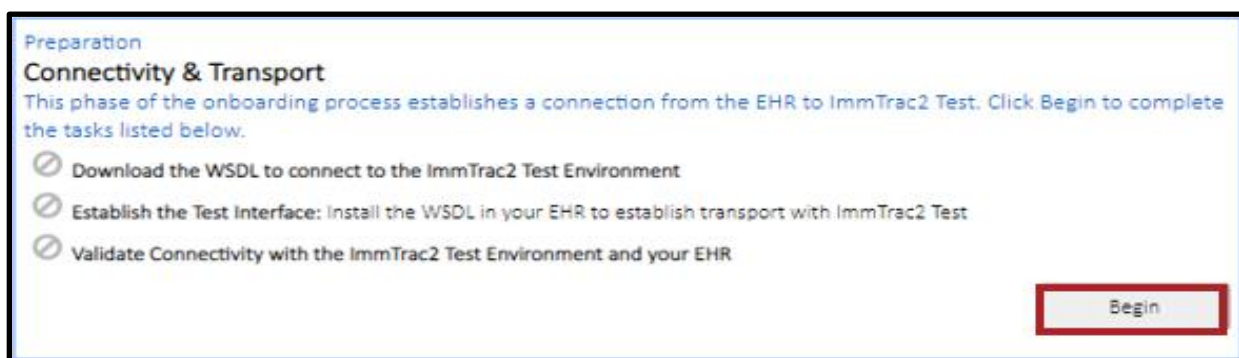 Preparation
Connectivity & Transport
This phase of the onboarding process establishes a connection from the EHR to ImmTrac2 Test. Click Begin to complete
the tasks listed below.
Download the WSDL to connect to the ImmTrac2 Test Environment
Establish the Test Interface: Install the WSDL in your EHR to establish transport with ImmTrac2 Test
Validate Connectivity with the ImmTrac2 Test Environment and your EHR
Begin